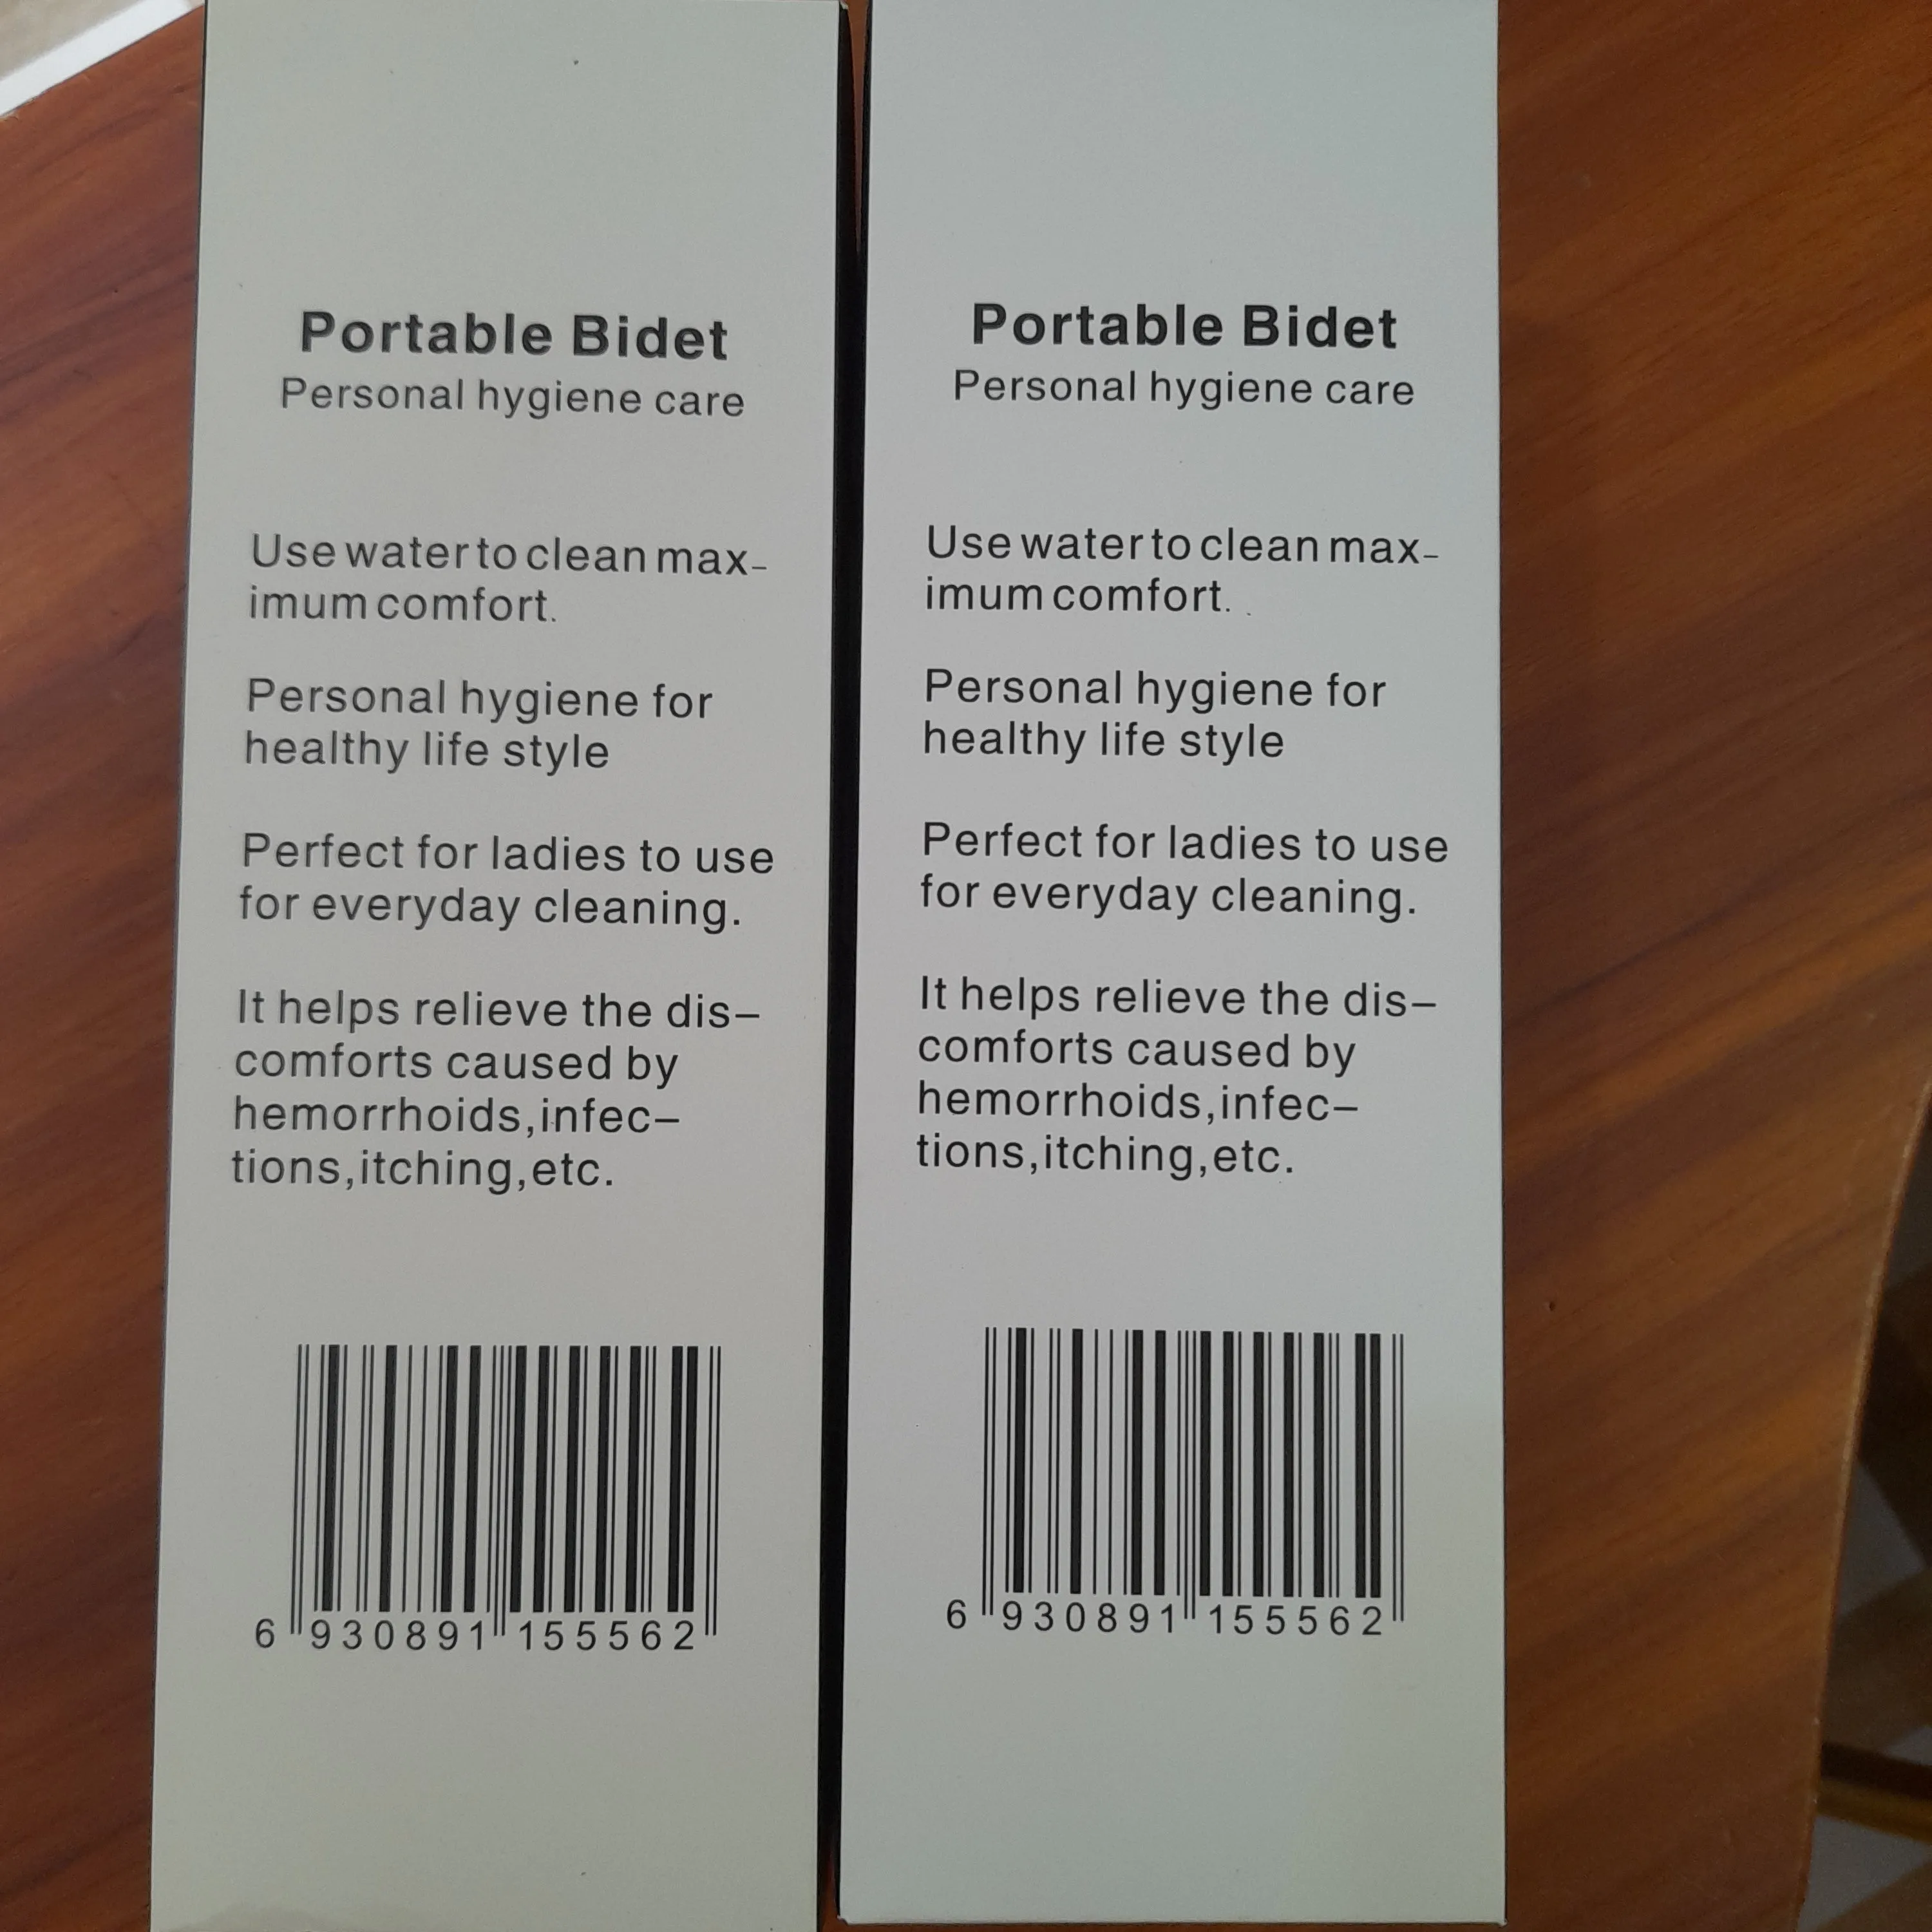 Portable Bidet
Personal hygiene care
Use water to clean max-
imum comfort.
Personal hygiene for
healthy life style
Perfect for ladies to use
for everyday cleaning.
It helps relieve the dis-
comforts caused by
hemorrhoids,infec-
tions,itching,etc.
6 930891 155562
Portable Bidet
Personal hygiene care
Use water to clean max-
imum comfort.
Personal hygiene for
healthy life style
Perfect for ladies to use
for everyday cleaning.
It helps relieve the dis-
comforts caused by
hemorrhoids,infec-
tions,itching,etc.
6 930891 155562